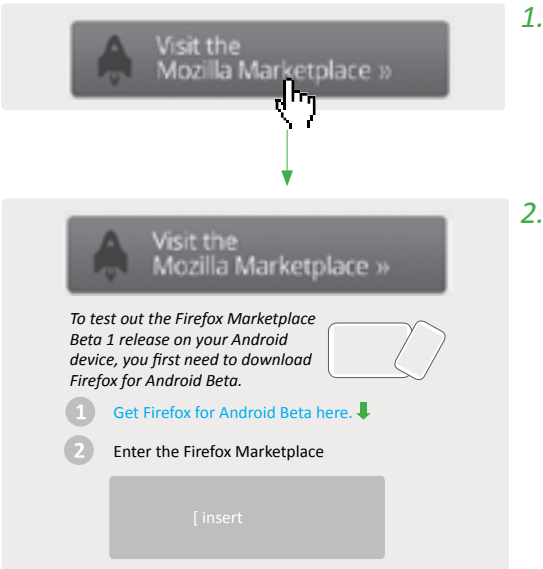 1.
Visit the
Mozilla Marketplace »
2.
Visit the
Mozilla Marketplace »
To test out the Firefox Marketplace
Beta 1 release on your Android
device, you first need to download
Firefox for Android Beta.
1 Get Firefox for Android Beta here.
2 Enter the Firefox Marketplace
[ insert